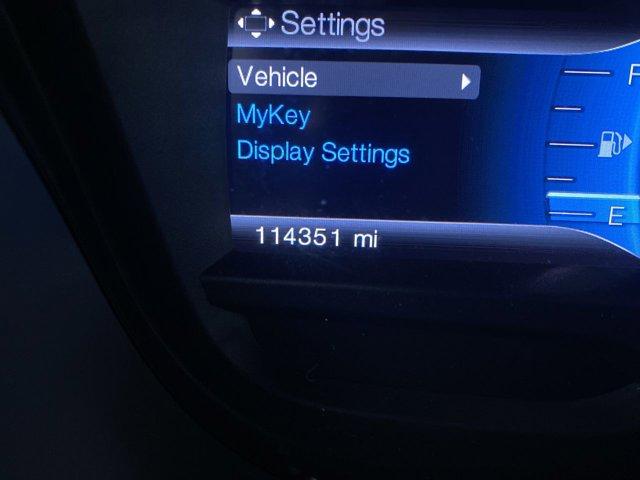 Settings
Vehicle
MyKey
Display Settings
F
E
114351 mi